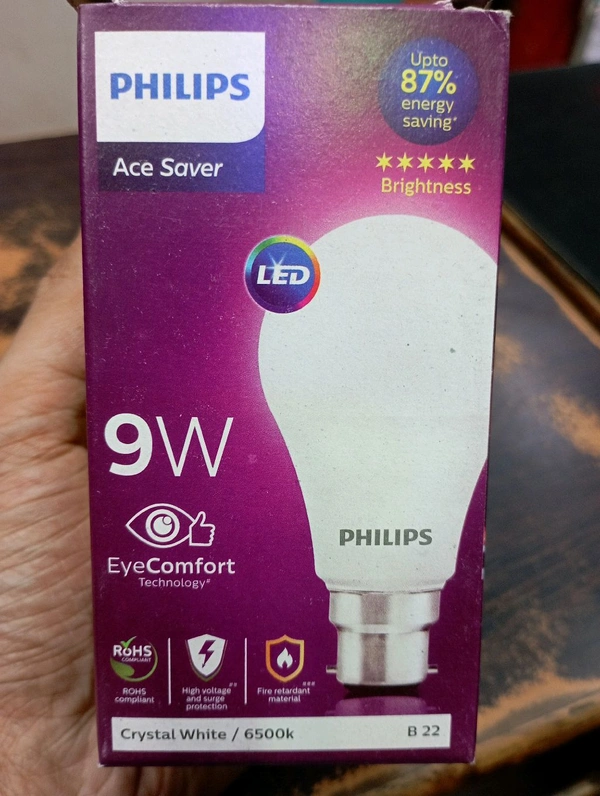 PHILIPS
Ace Saver
Upto
87%
energy
saving*
Brightness
LED
9W
EyeComfort
Technology#
PHILIPS
RoHS
COMPLIANT
ROHS
compliant
High voltage
and surge
protection
##
Fire retardant
material
***
Crystal White / 6500k
B 22